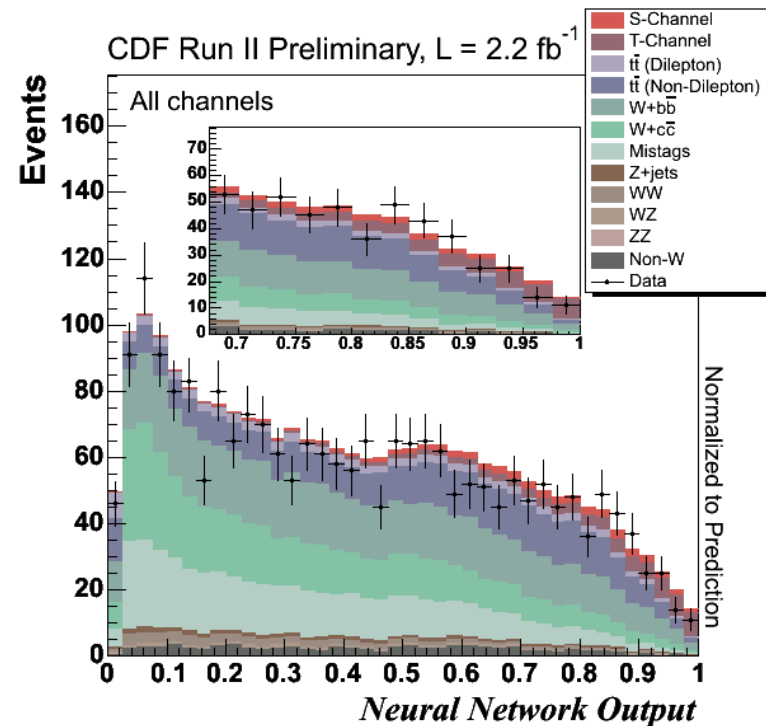 CDF Run II Preliminary, L = 2.2 fb⁻¹
S-Channel
T-Channel
tt̅ (Dilepton)
tt̅ (Non-Dilepton)
W+bb̅
W+cc̅
Mistags
Z+jets
WW
WZ
ZZ
Non-W
Data
All channels
Events
160
140
120
100
80
60
40
20
0
70
60
50
40
30
20
10
0
0.7 0.75 0.8 0.85 0.9 0.95 1
0 0.1 0.2 0.3 0.4 0.5 0.6 0.7 0.8 0.9 1
Neural Network Output
Normalized to Prediction